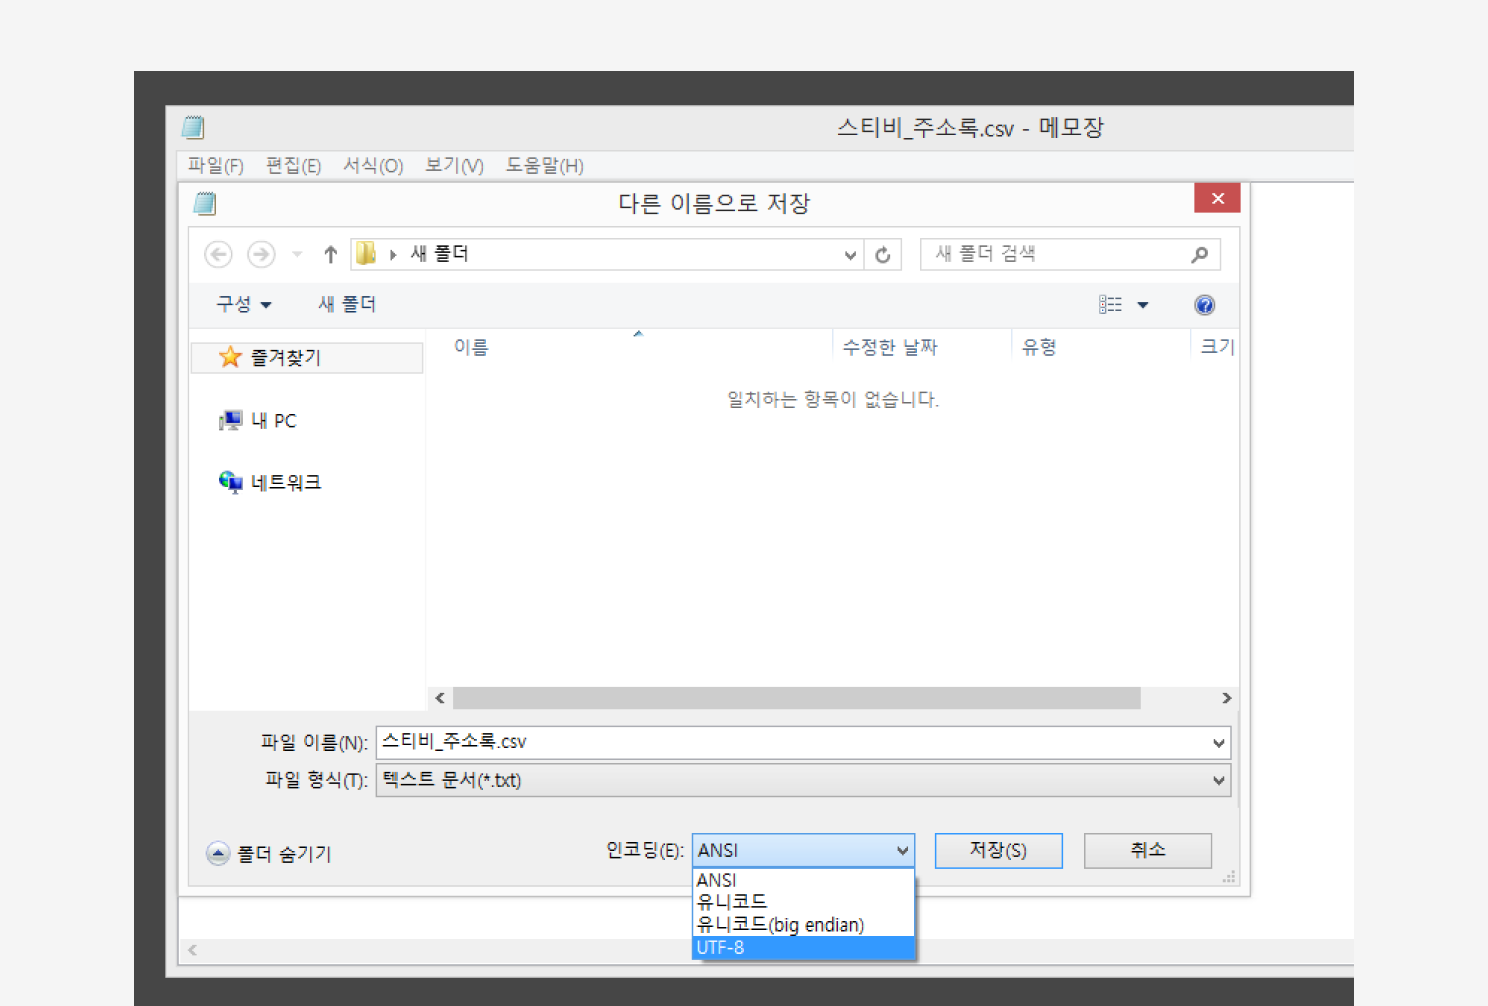 스티비_주소록.csv - 메모장
파일(F) 편집(E) 서식(O) 보기(V) 도움말(H)
다른 이름으로 저장
새 폴더
새 폴더 검색
구성 새 폴더
이름 수정한 날짜 유형 크기
즐겨찾기
일치하는 항목이 없습니다.
내 PC
네트워크
파일 이름(N): 스티비_주소록.csv
파일 형식(T): 텍스트 문서(*.txt)
폴더 숨기기
인코딩(E): ANSI
저장(S)
취소
ANSI
유니코드
유니코드(big endian)
UTF-8